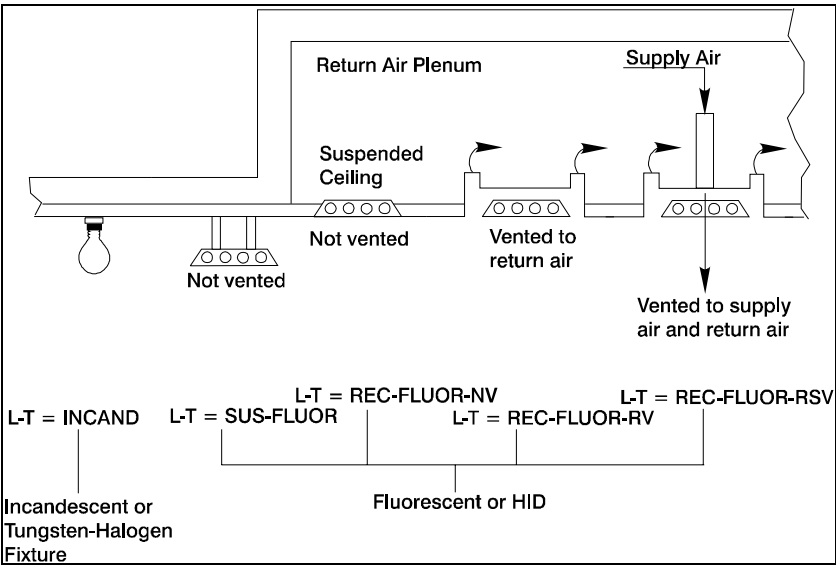 Return Air Plenum
Supply Air
Suspended
Ceiling
Not vented
Not vented
Vented to
return air
Vented to supply
air and return air
L-T = INCAND
L-T = SUS-FLUOR
L-T = REC-FLUOR-NV
L-T = REC-FLUOR-RV
L-T = REC-FLUOR-RSV
Incandescent or
Tungsten-Halogen
Fixture
Fluorescent or HID